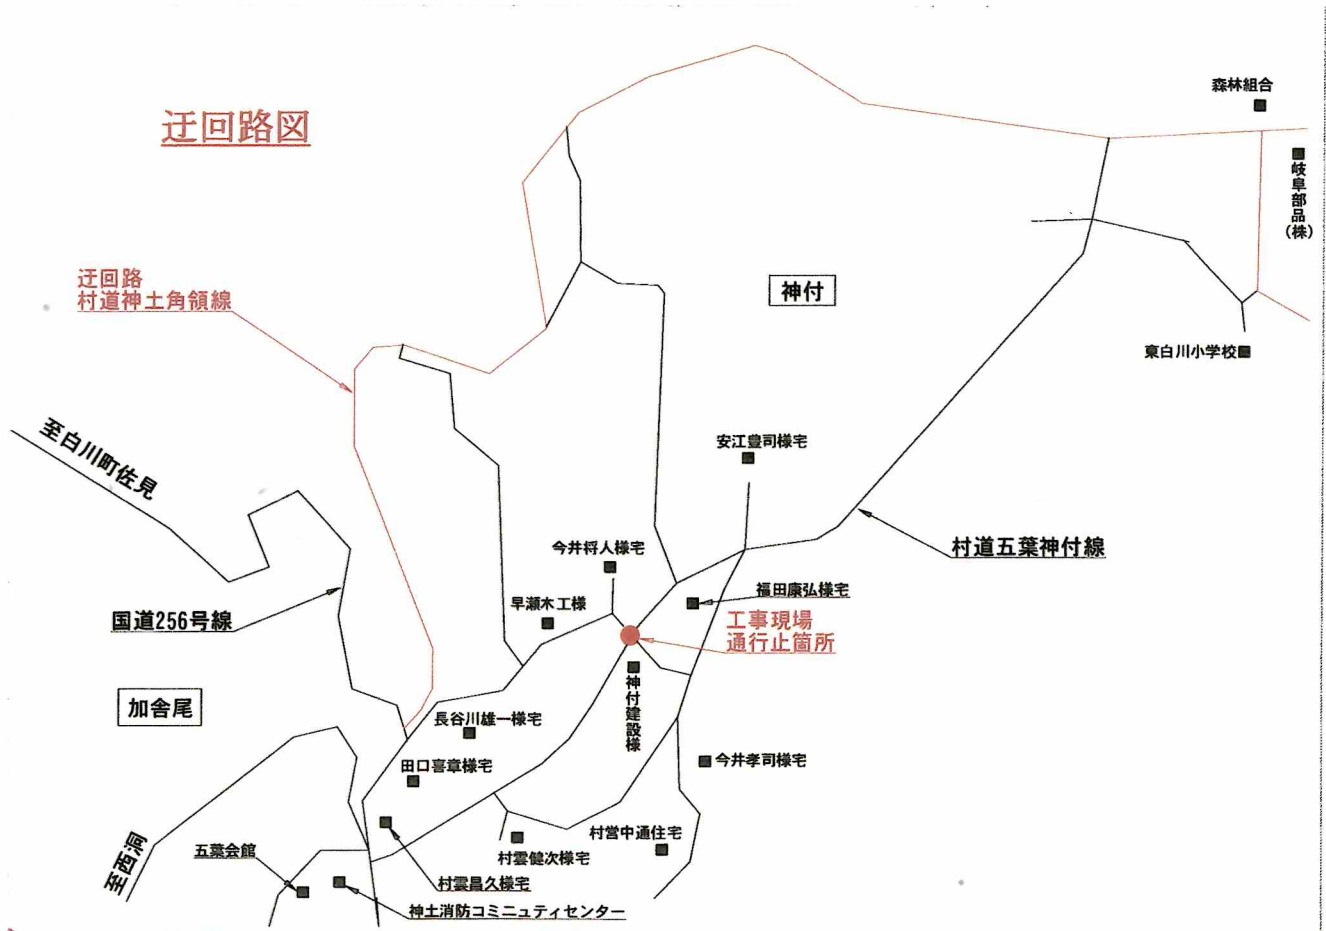 森林組合
迂回路図
岐阜部品(株)
迂回路
村道神土角領線
神付
東白川小学校
至白川町佐見
安江豊司様宅
今井将人様宅
村道五葉神付線
早瀬木工様
福田康弘様宅
国道256号線
工事現場
通行止箇所
神付建設様
加舎尾
長谷川雄一様宅
田口喜章様宅
今井孝司様宅
村営中通住宅
五葉会館
村雲健次様宅
至西洞
村雲昌久様宅
神土消防コミニュティセンター